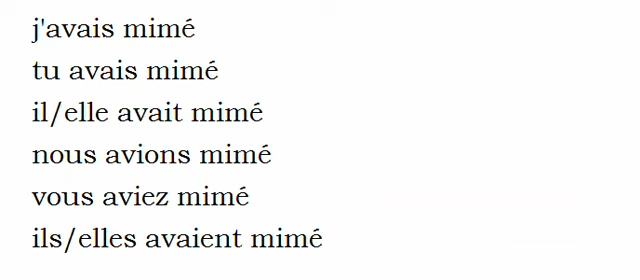 j'avais mimé
tu avais mimé
il/elle avait mimé
nous avions mimé
vous aviez mimé
ils/elles avaient mimé